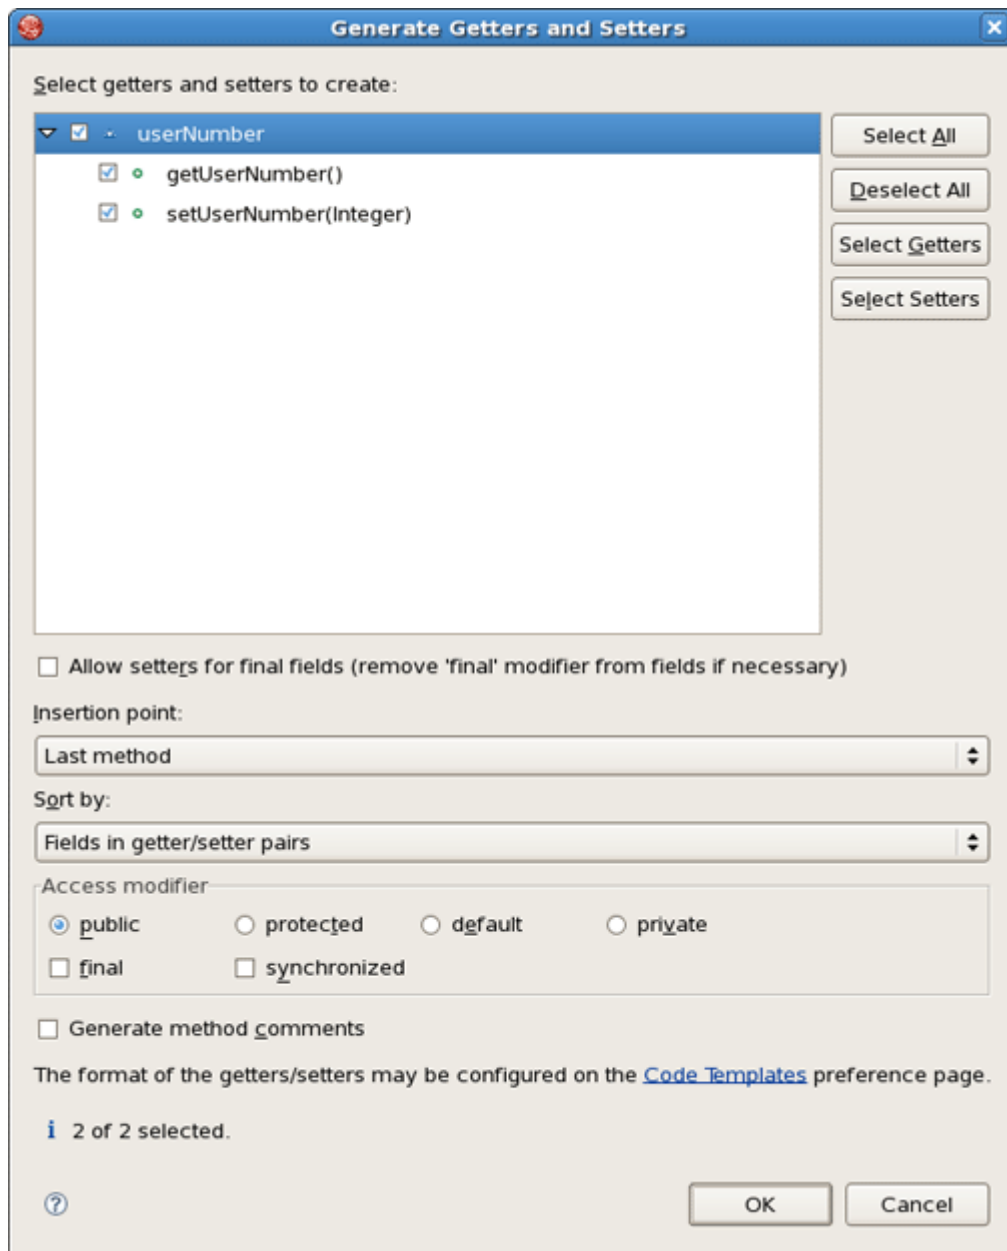 Generate Getters and Setters
Select getters and setters to create:
userNumber
getUserNumber()
setUserNumber(Integer)
Select All
Deselect All
Select Getters
Select Setters
Allow setters for final fields (remove 'final' modifier from fields if necessary)
Insertion point:
Last method
Sort by:
Fields in getter/setter pairs
Access modifier
public protected default private
final synchronized
Generate method comments
The format of the getters/setters may be configured on the Code Templates preference page.
2 of 2 selected.
OK Cancel